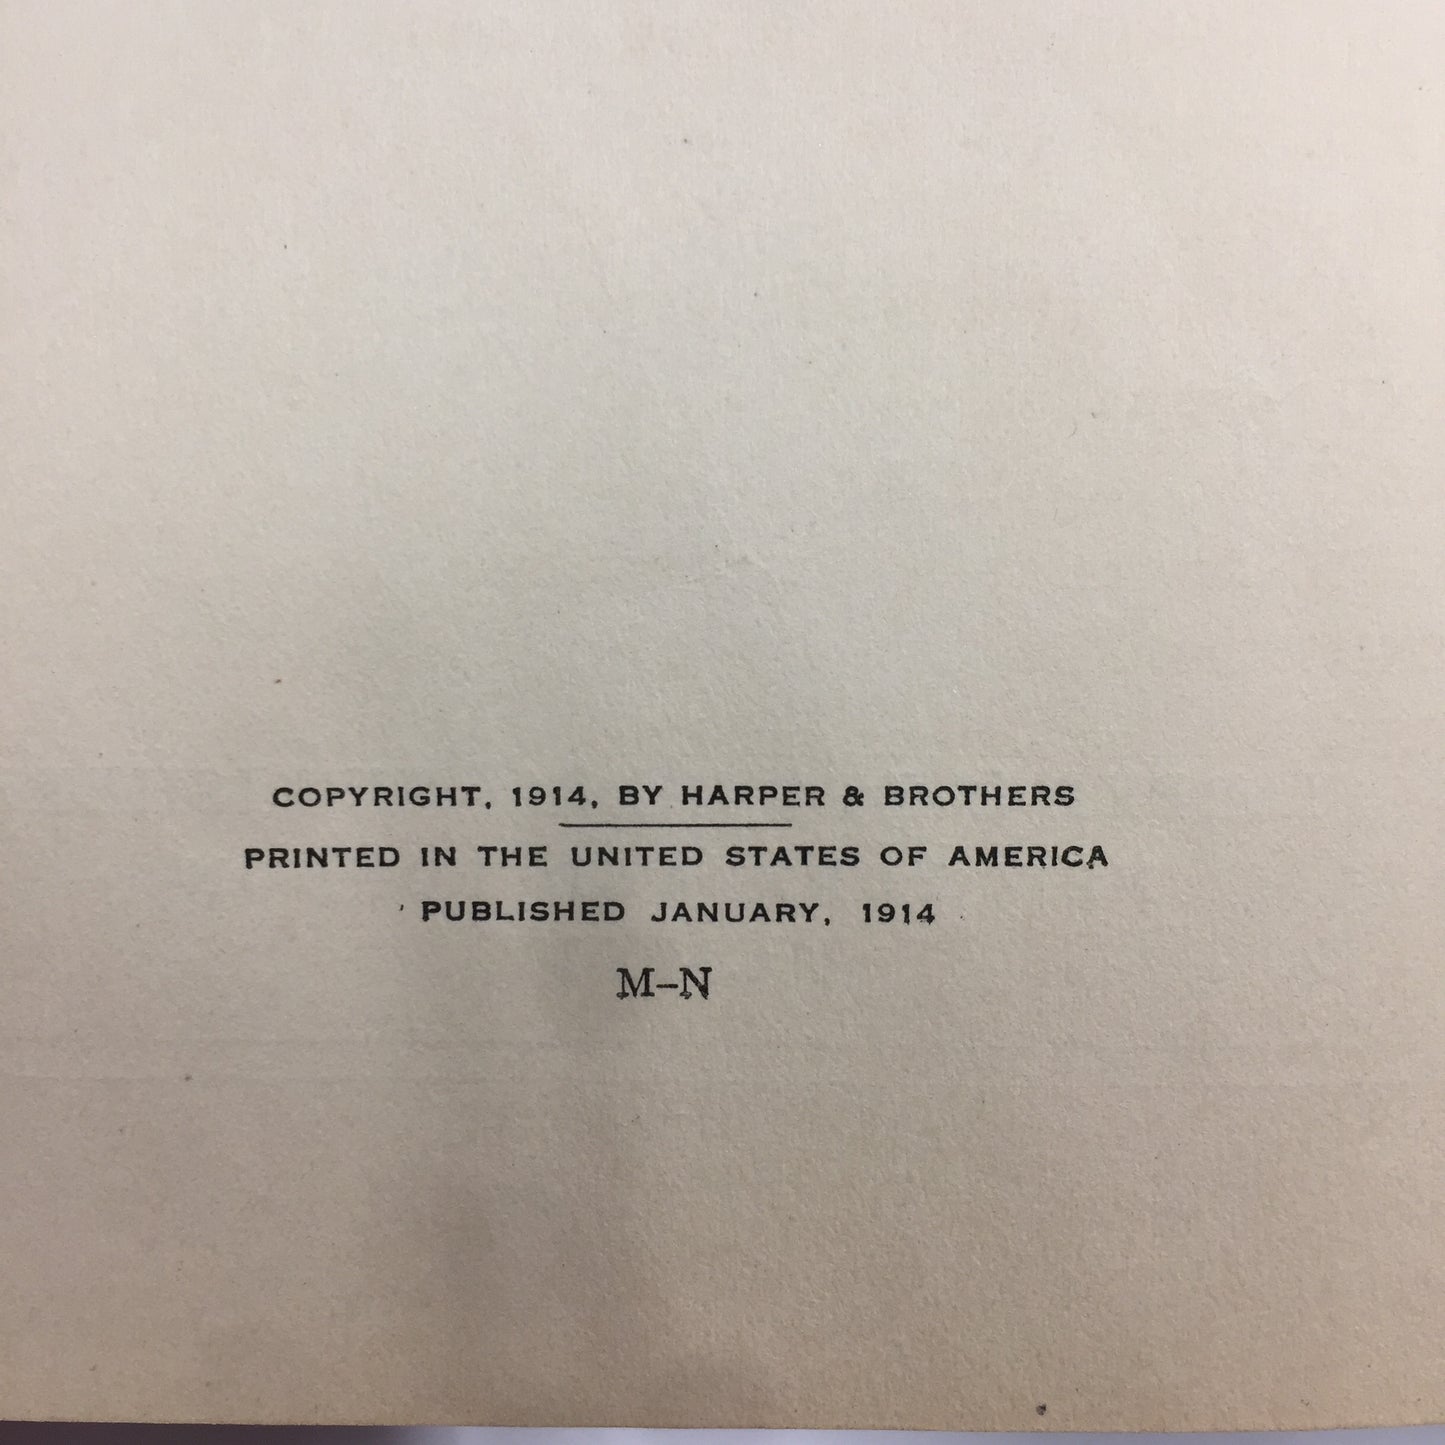 COPYRIGHT, 1914, BY HARPER & BROTHERS
PRINTED IN THE UNITED STATES OF AMERICA
PUBLISHED JANUARY, 1914
M–N